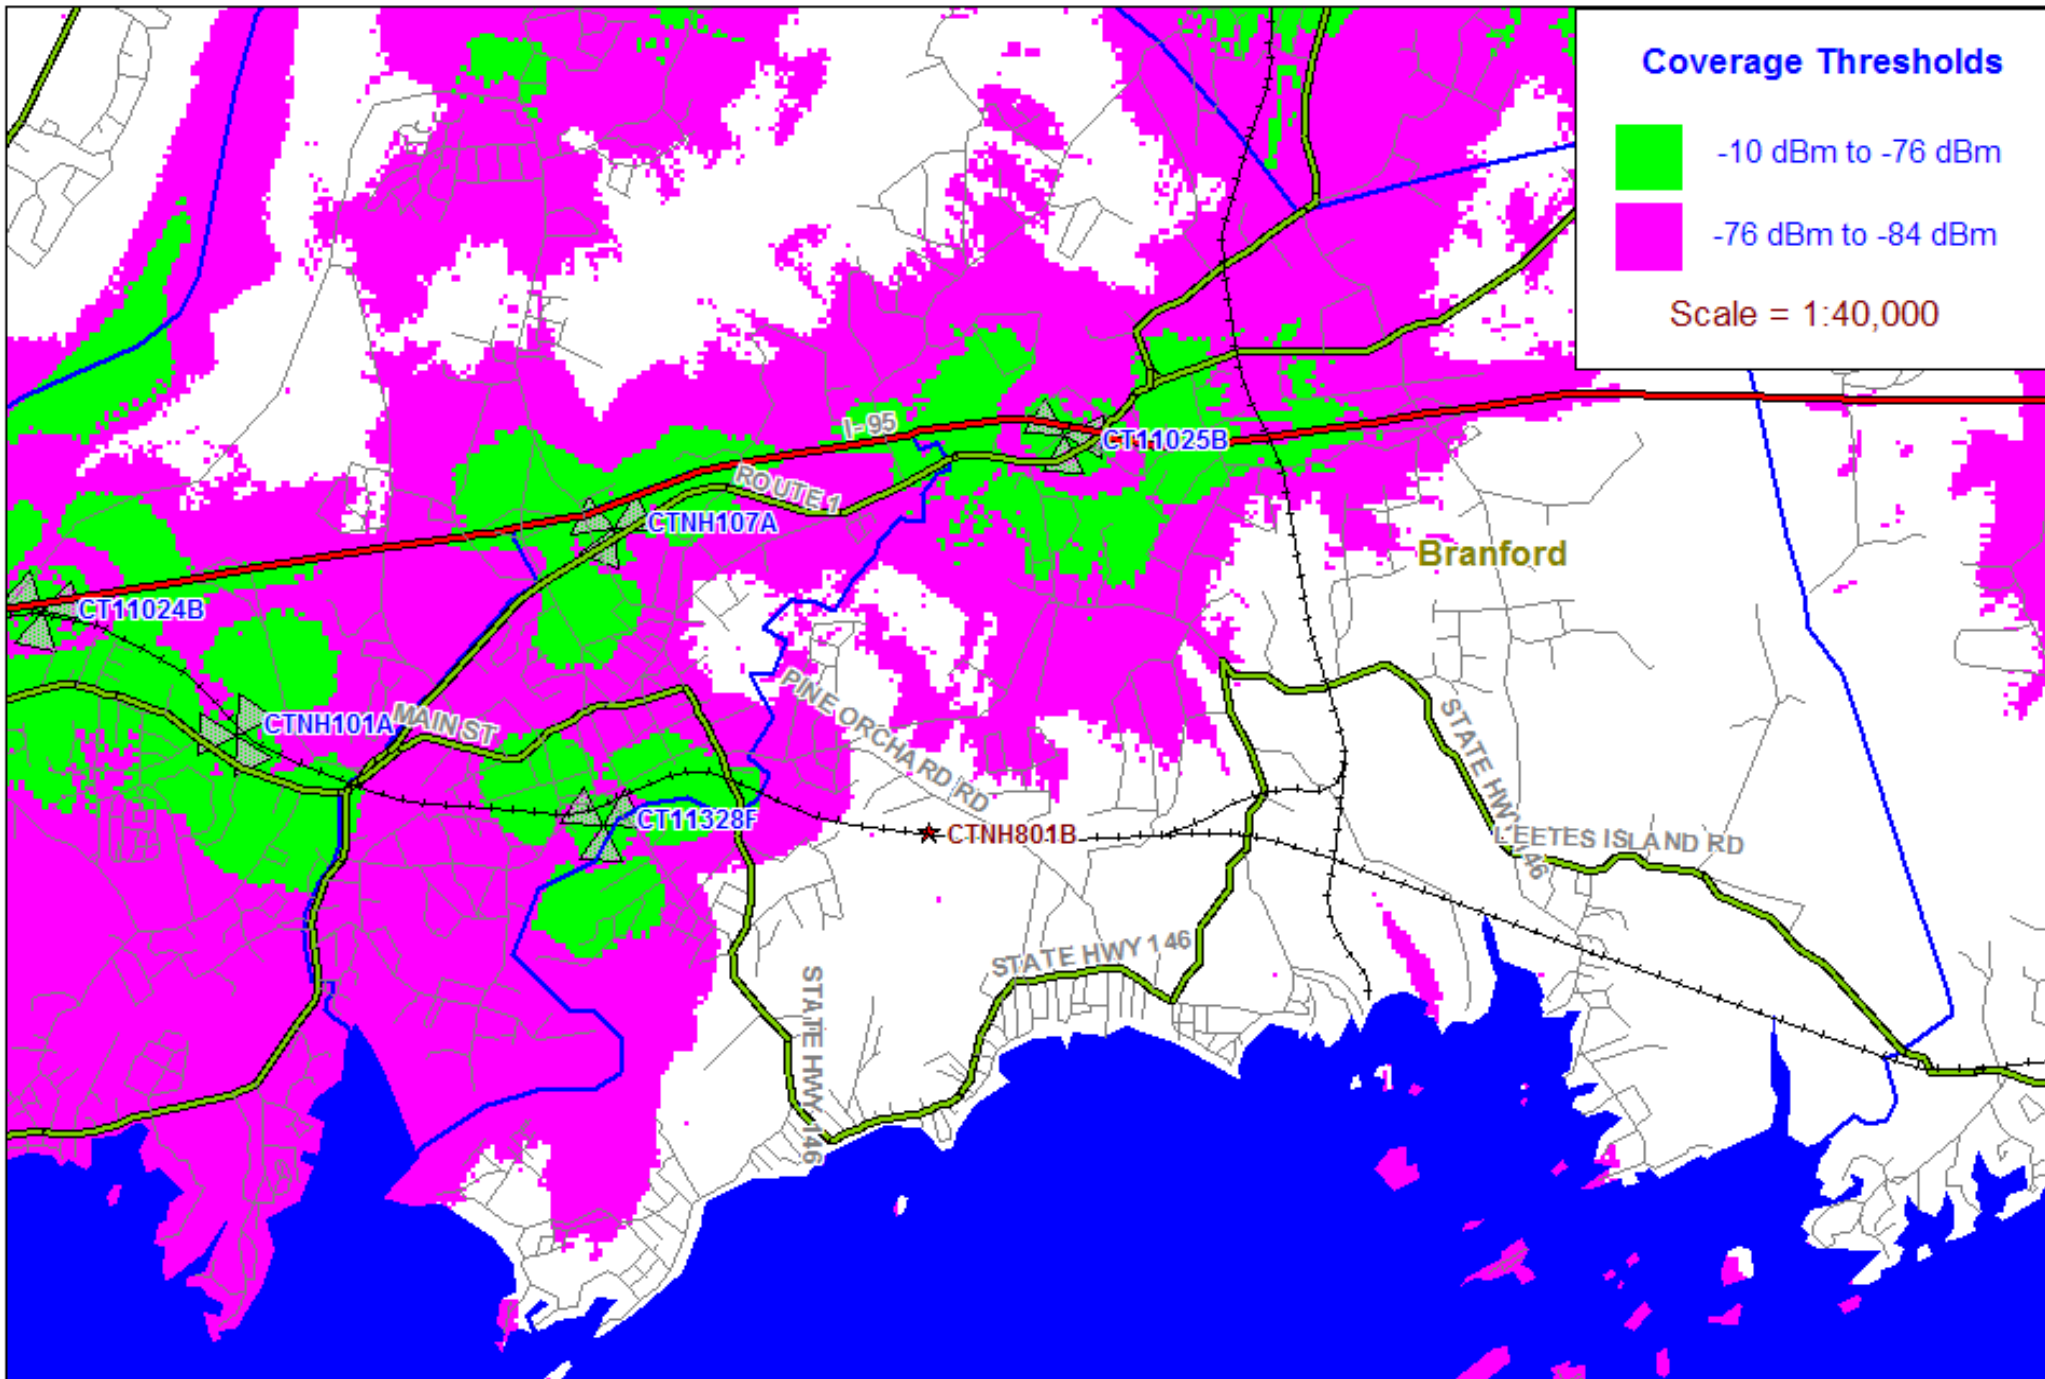 Coverage Thresholds
-10 dBm to -76 dBm
-76 dBm to -84 dBm
Scale = 1:40,000
I-95
CT11025B
ROUTE 1
CTNH107A
Branford
CT11024B
PINE ORCHARD RD
CTNH101A
MAIN ST
STATE HWY 146
CT11328F
CTNH801B
LEETES ISLAND RD
STATE HWY 146
STATE HWY 146